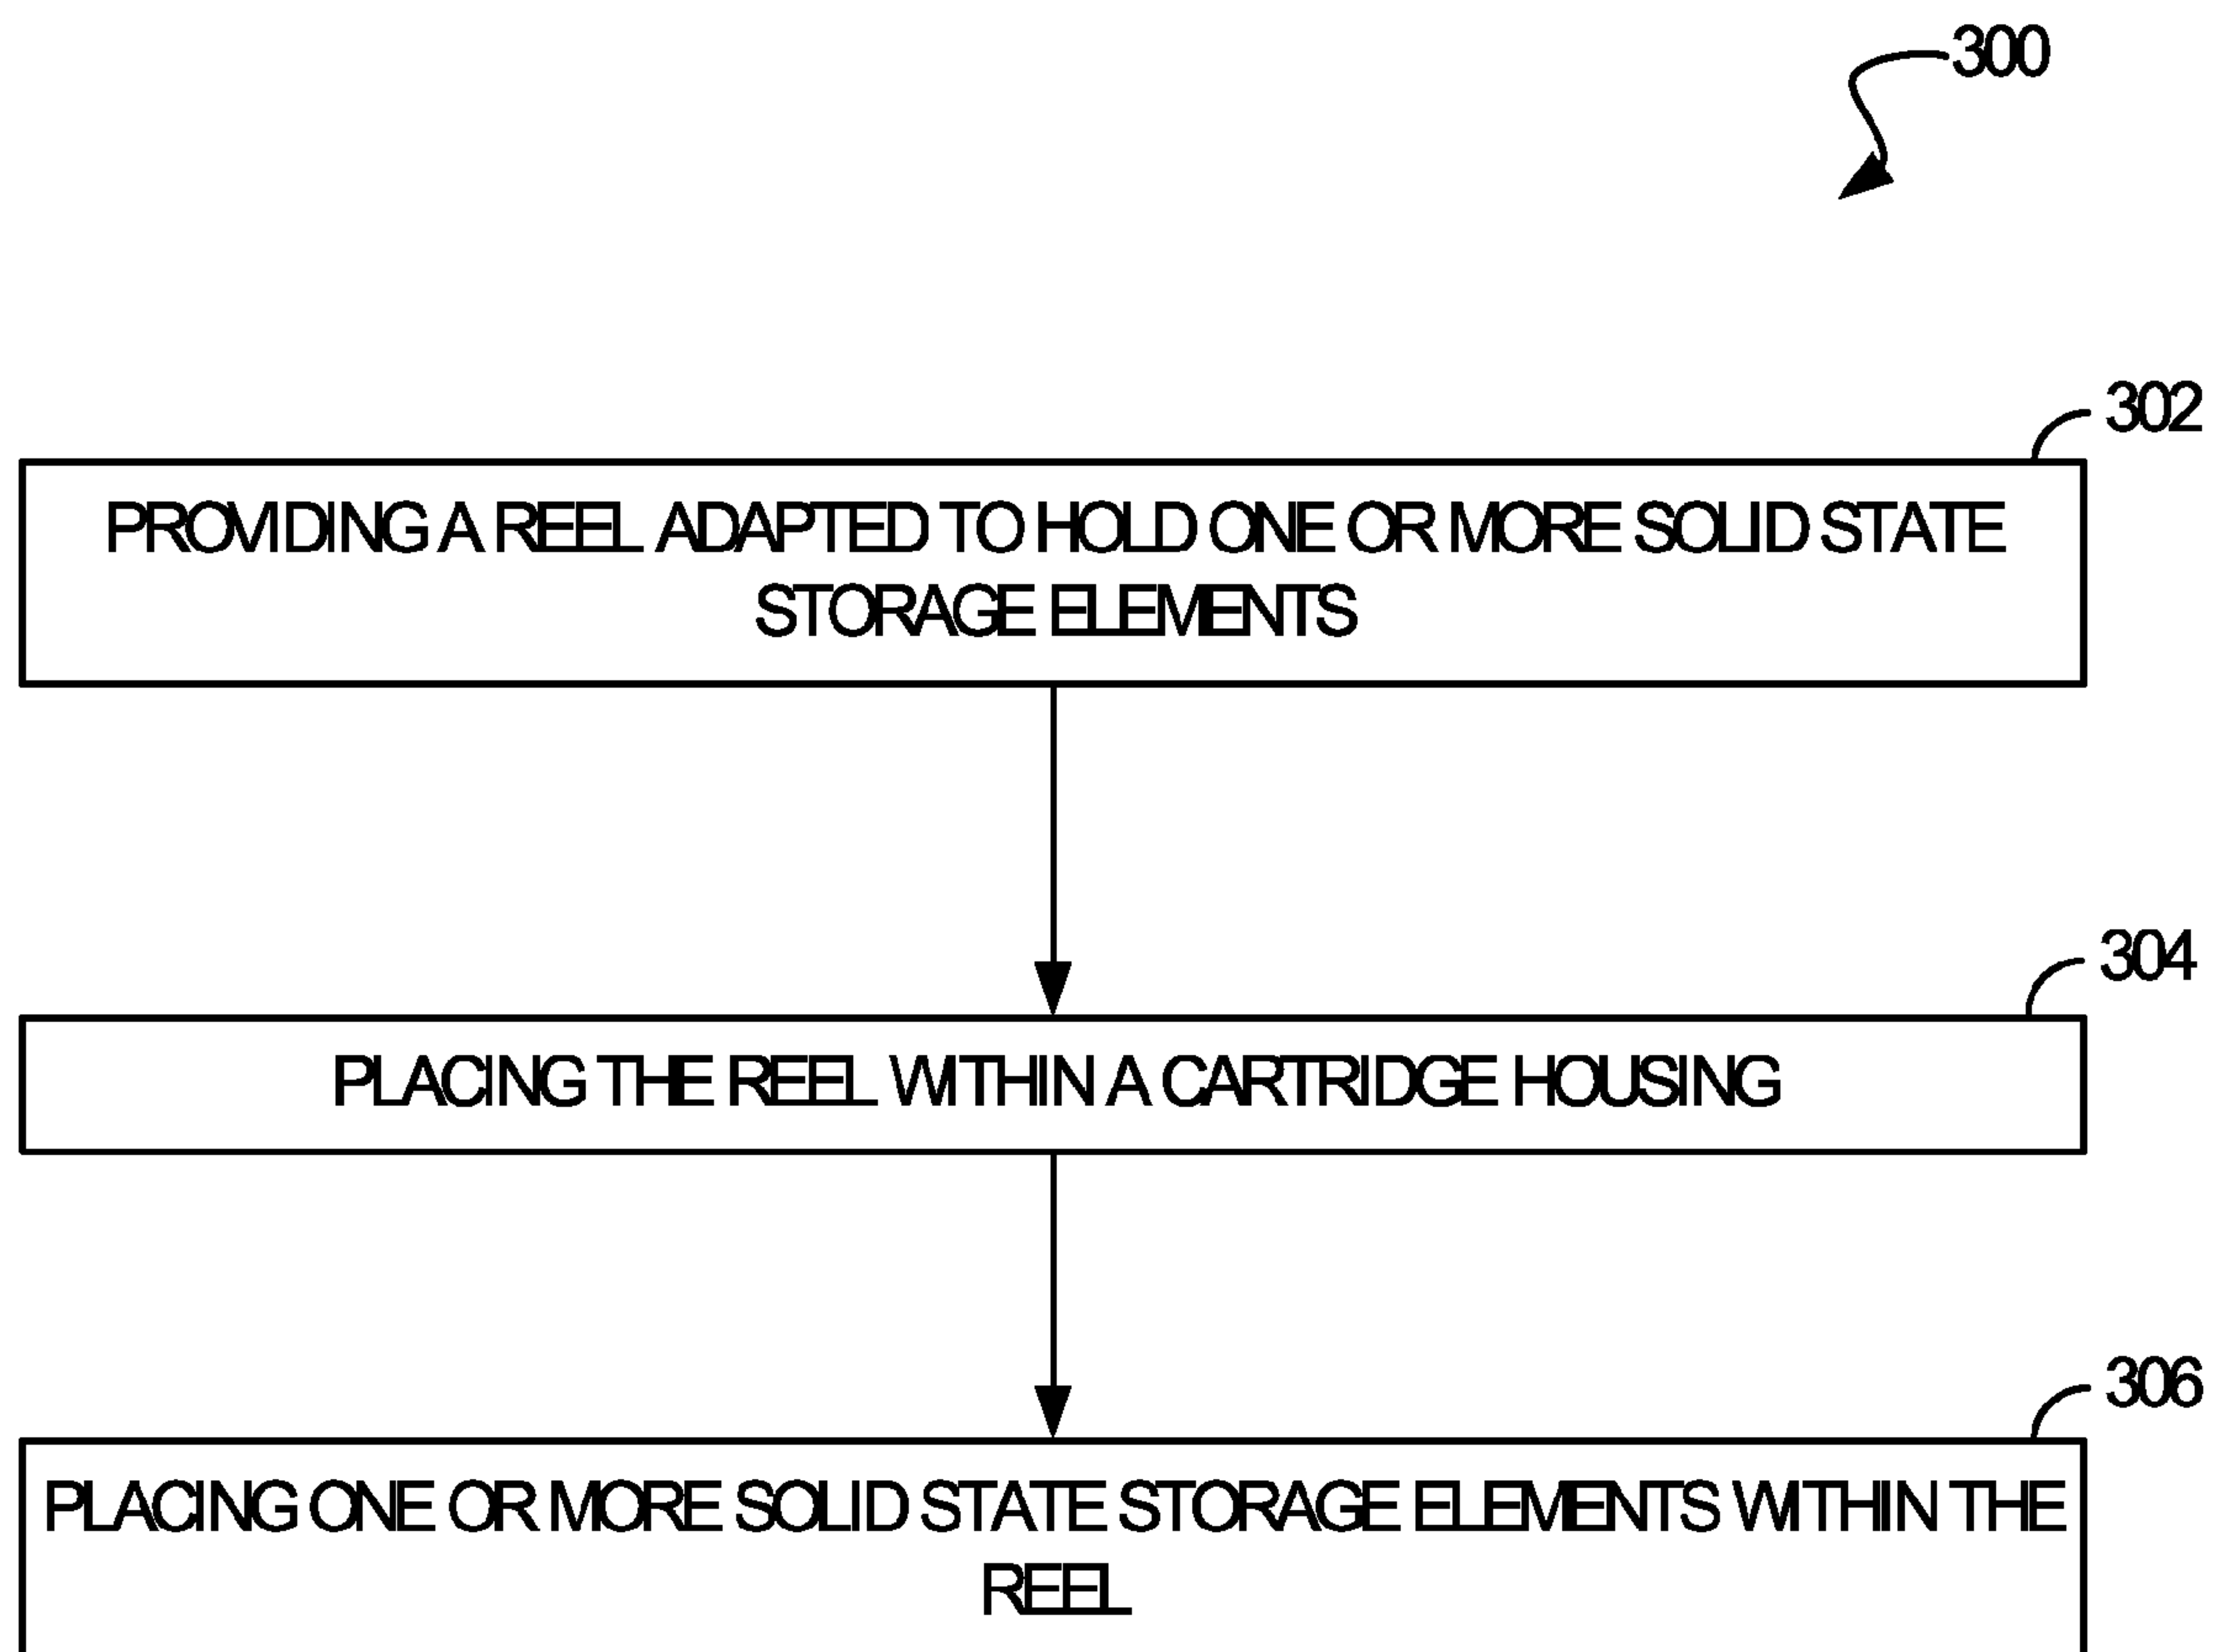 300
302
PROVIDING A REEL ADAPTED TO HOLD ONE OR MORE SOLID STATE
STORAGE ELEMENTS
304
PLACING THE REEL WITHIN A CARTRIDGE HOUSING
306
PLACING ONE OR MORE SOLID STATE STORAGE ELEMENTS WITHIN THE
REEL